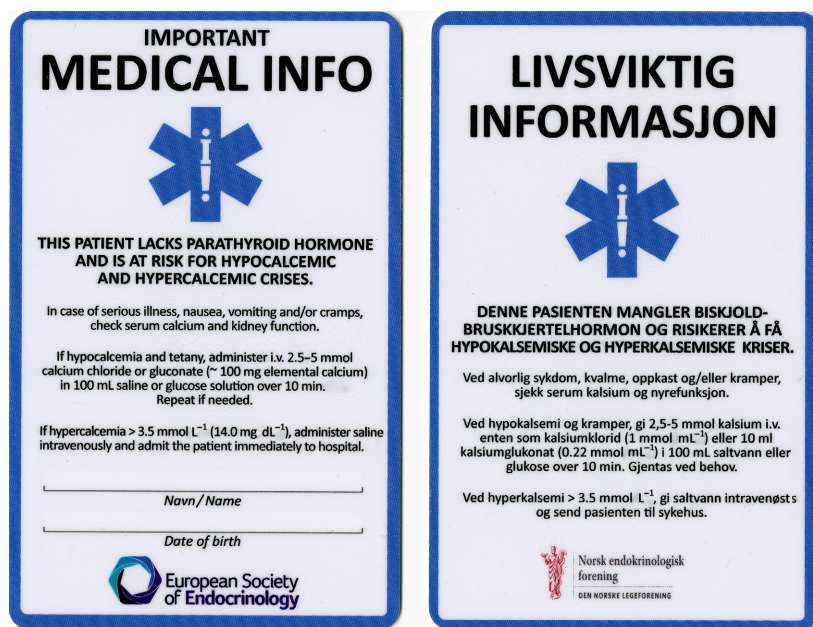 IMPORTANT
MEDICAL INFO
THIS PATIENT LACKS PARATHYROID HORMONE
AND IS AT RISK FOR HYPOCALCEMIC
AND HYPERCALCEMIC CRISES.
In case of serious illness, nausea, vomiting and/or cramps,
check serum calcium and kidney function.
If hypocalcemia and tetany, administer i.v. 2.5–5 mmol
calcium chloride or gluconate (~ 100 mg elemental calcium)
in 100 mL saline or glucose solution over 10 min.
Repeat if needed.
If hypercalcemia > 3.5 mmol L⁻¹ (14.0 mg dL⁻¹), administer saline
intravenously and admit the patient immediately to hospital.
Navn/Name
Date of birth
European Society
of Endocrinology
LIVSVIKTIG
INFORMASJON
DENNE PASIENTEN MANGLER BISKJOLD-
BRUSKKJERTELHORMON OG RISIKERER Å FÅ
HYPOKALSEMISKE OG HYPERKALSEMISKE KRISER.
Ved alvorlig sykdom, kvalme, oppkast og/eller kramper,
sjekk serum kalsium og nyrefunksjon.
Ved hypokalsemi og kramper, gi 2,5-5 mmol kalsium i.v.
enten som kalsiumklorid (1 mmol mL⁻¹) eller 10 ml
kalsiumglukonat (0.22 mmol mL⁻¹) i 100 mL saltvann eller
glukose over 10 min. Gjentas ved behov.
Ved hyperkalsemi > 3.5 mmol L⁻¹, gi saltvann intravenøsts
og send pasienten til sykehus.
Norsk endokrinologisk
forening
DEN NORSKE LEGEFORENING